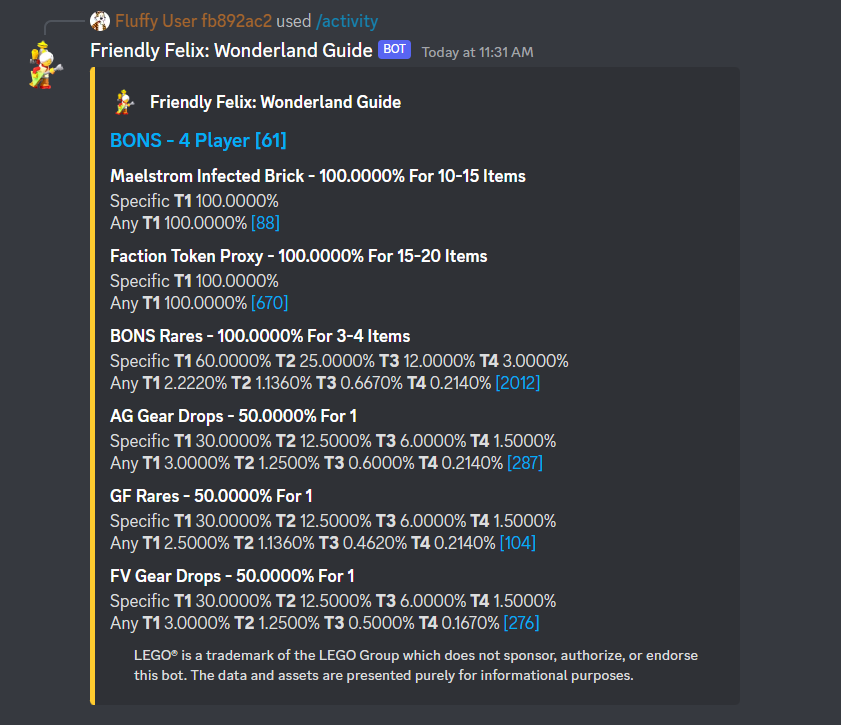 Fluffy User fb892ac2 used /activity
Friendly Felix: Wonderland Guide BOT Today at 11:31 AM
Friendly Felix: Wonderland Guide
BONS - 4 Player [61]
Maelstrom Infected Brick - 100.0000% For 10-15 Items
Specific T1 100.0000%
Any T1 100.0000% [88]
Faction Token Proxy - 100.0000% For 15-20 Items
Specific T1 100.0000%
Any T1 100.0000% [670]
BONS Rares - 100.0000% For 3-4 Items
Specific T1 60.0000% T2 25.0000% T3 12.0000% T4 3.0000%
Any T1 2.2220% T2 1.1360% T3 0.6670% T4 0.2140% [2012]
AG Gear Drops - 50.0000% For 1
Specific T1 30.0000% T2 12.5000% T3 6.0000% T4 1.5000%
Any T1 3.0000% T2 1.2500% T3 0.6000% T4 0.2140% [287]
GF Rares - 50.0000% For 1
Specific T1 30.0000% T2 12.5000% T3 6.0000% T4 1.5000%
Any T1 2.5000% T2 1.1360% T3 0.4620% T4 0.2140% [104]
FV Gear Drops - 50.0000% For 1
Specific T1 30.0000% T2 12.5000% T3 6.0000% T4 1.5000%
Any T1 3.0000% T2 1.2500% T3 0.5000% T4 0.1670% [276]
LEGO® is a trademark of the LEGO Group which does not sponsor, authorize, or endorse
this bot. The data and assets are presented purely for informational purposes.